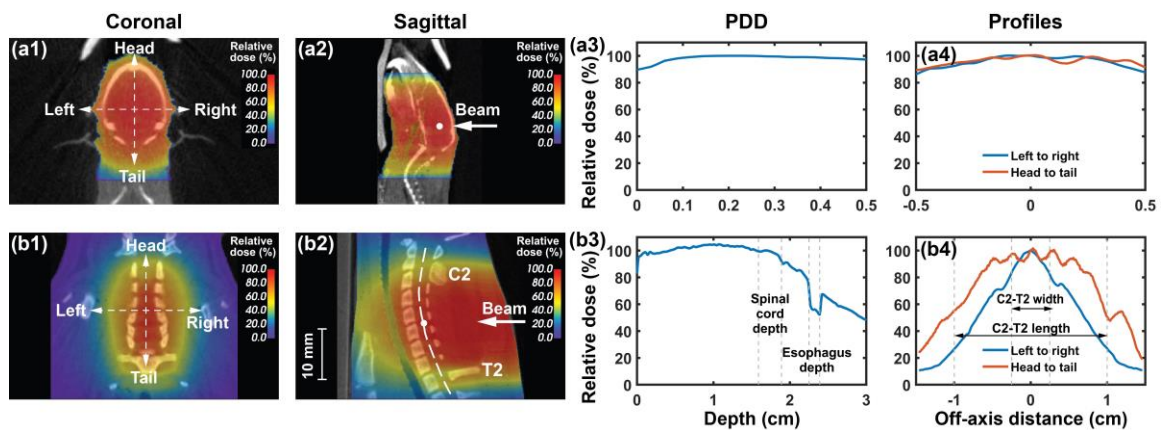 Coronal
Sagittal
PDD
Profiles
(a1)
Head
Left
Right
Tail
Relative
dose (%)
100.0
80.0
60.0
40.0
20.0
0.0
(a2)
Beam
Relative
dose (%)
100.0
80.0
60.0
40.0
20.0
0.0
(a3)
Relative dose (%)
100
80
60
40
20
0
0 0.1 0.2 0.3 0.4 0.5
(a4)
100
80
60
40
20
0
Left to right
Head to tail
-0.5 0 0.5
(b1)
Head
Left
Right
Tail
Relative
dose (%)
100.0
80.0
60.0
40.0
20.0
0.0
(b2)
C2
Beam
T2
10 mm
Relative
dose (%)
100.0
80.0
60.0
40.0
20.0
0.0
(b3)
Relative dose (%)
100
80
60
40
20
0
Spinal
cord
depth
Esophagus
depth
0 1 2 3
Depth (cm)
(b4)
100
80
60
40
20
0
C2-T2 width
C2-T2 length
Left to right
Head to tail
-1 0 1
Off-axis distance (cm)